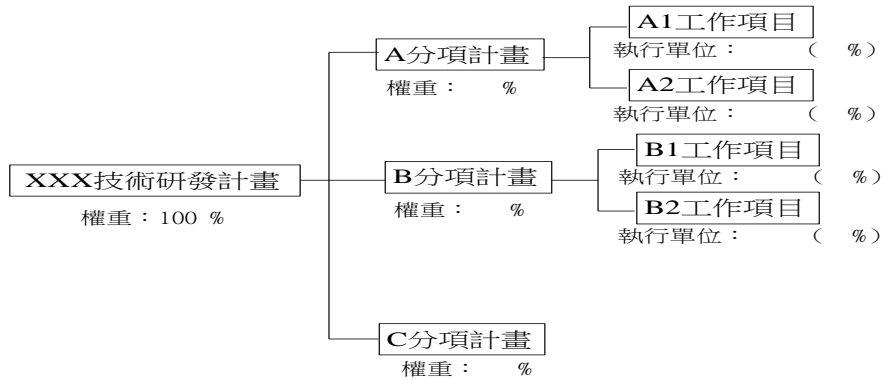 A1工作項目
執行單位： （ %）
A分項計畫
權重： %
A2工作項目
執行單位： （ %）
B1工作項目
執行單位： （ %）
XXX技術研發計畫
權重：100 %
B分項計畫
權重： %
B2工作項目
執行單位： （ %）
C分項計畫
權重： %